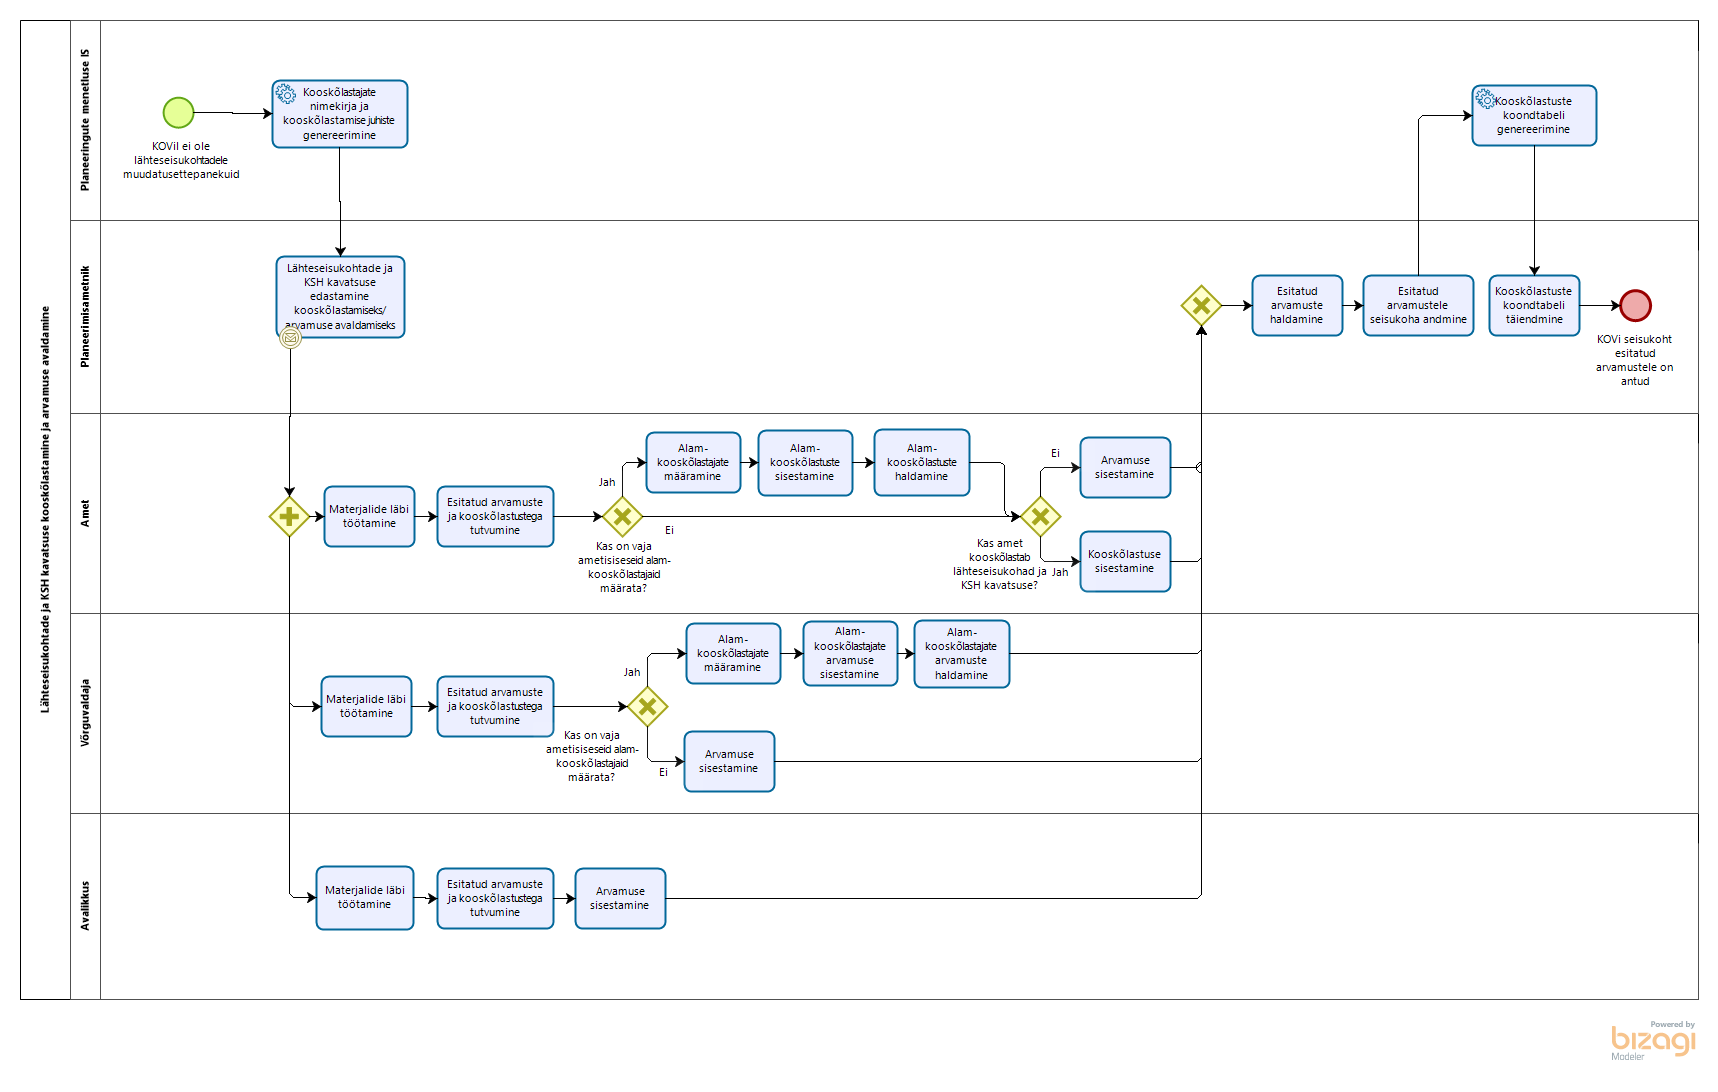 Lähteseisukohtade ja KSH kavatsuse kooskõlastamine ja arvamuse avaldamine
Planeeringute menetluse IS
KOVil ei ole
lähteseisukohtadele
muudatusettepanekuid
Kooskõlastajate
nimekirja ja
kooskõlastamise juhiste
genereerimine
Kooskõlastuste
koondtabeli
genereerimine
Planeerimisametnik
Lähteseisukohtade ja
KSH kavatsuse
edastamine
kooskõlastamiseks/
arvamuse avaldamiseks
Esitatud
arvamuste
haldamine
Esitatud
arvamustele
seisukoha andmine
Kooskõlastuste
koondtabeli
täiendmine
KOVi seisukoht
esitatud
arvamustele on
antud
Amet
Materjalide läbi
töötamine
Esitatud arvamuste
ja kooskõlastustega
tutvumine
Kas on vaja
ametisiseseid alam-
kooskõlastajaid
määrata?
Jah
Ei
Alam-
kooskõlastajate
määramine
Alam-
kooskõlastuste
sisestamine
Alam-
kooskõlastuste
haldamine
Kas amet
kooskõlastab
lähteseisukohad ja
KSH kavatsuse?
Ei
Jah
Arvamuse
sisestamine
Kooskõlastuse
sisestamine
Võrguvaldaja
Materjalide läbi
töötamine
Esitatud arvamuste
ja kooskõlastustega
tutvumine
Kas on vaja
ametisiseseid alam-
kooskõlastajaid
määrata?
Jah
Ei
Alam-
kooskõlastajate
määramine
Alam-
kooskõlastajate
arvamuse
sisestamine
Alam-
kooskõlastajate
arvamuste
haldamine
Arvamuse
sisestamine
Avalikkus
Materjalide läbi
töötamine
Esitatud arvamuste
ja kooskõlastustega
tutvumine
Arvamuse
sisestamine
Powered by
bizagi
Modeler